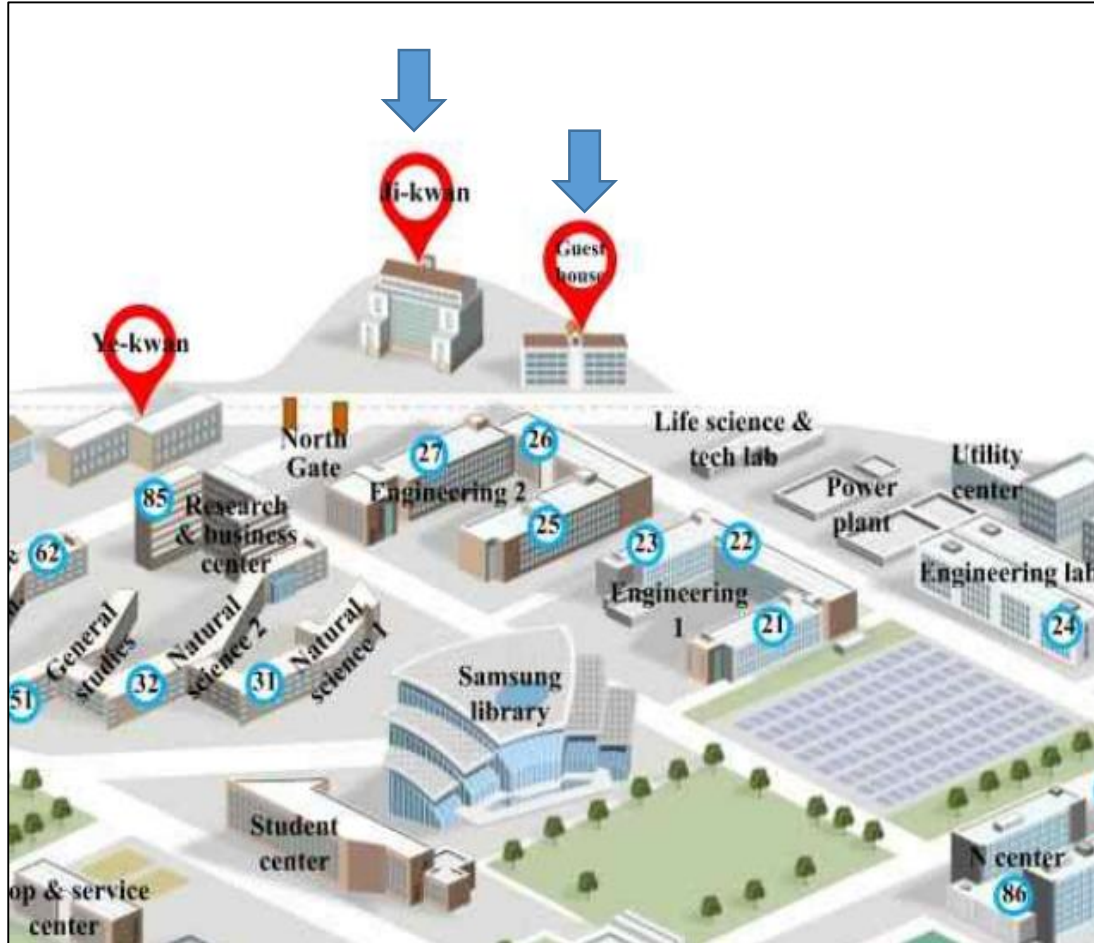 Ji-kwan
Guest
house
Ye-kwan
North
Gate
27
26
Engineering 2
25
Life science &
tech lab
Utility
center
Power
plant
85
Research
& business
center
62
23
22
Engineering
1
21
Engineering lab
24
General
studies
Natural
science 2
Natural
science 1
51
32
31
Samsung
library
Student
center
N center
86
op & service
center